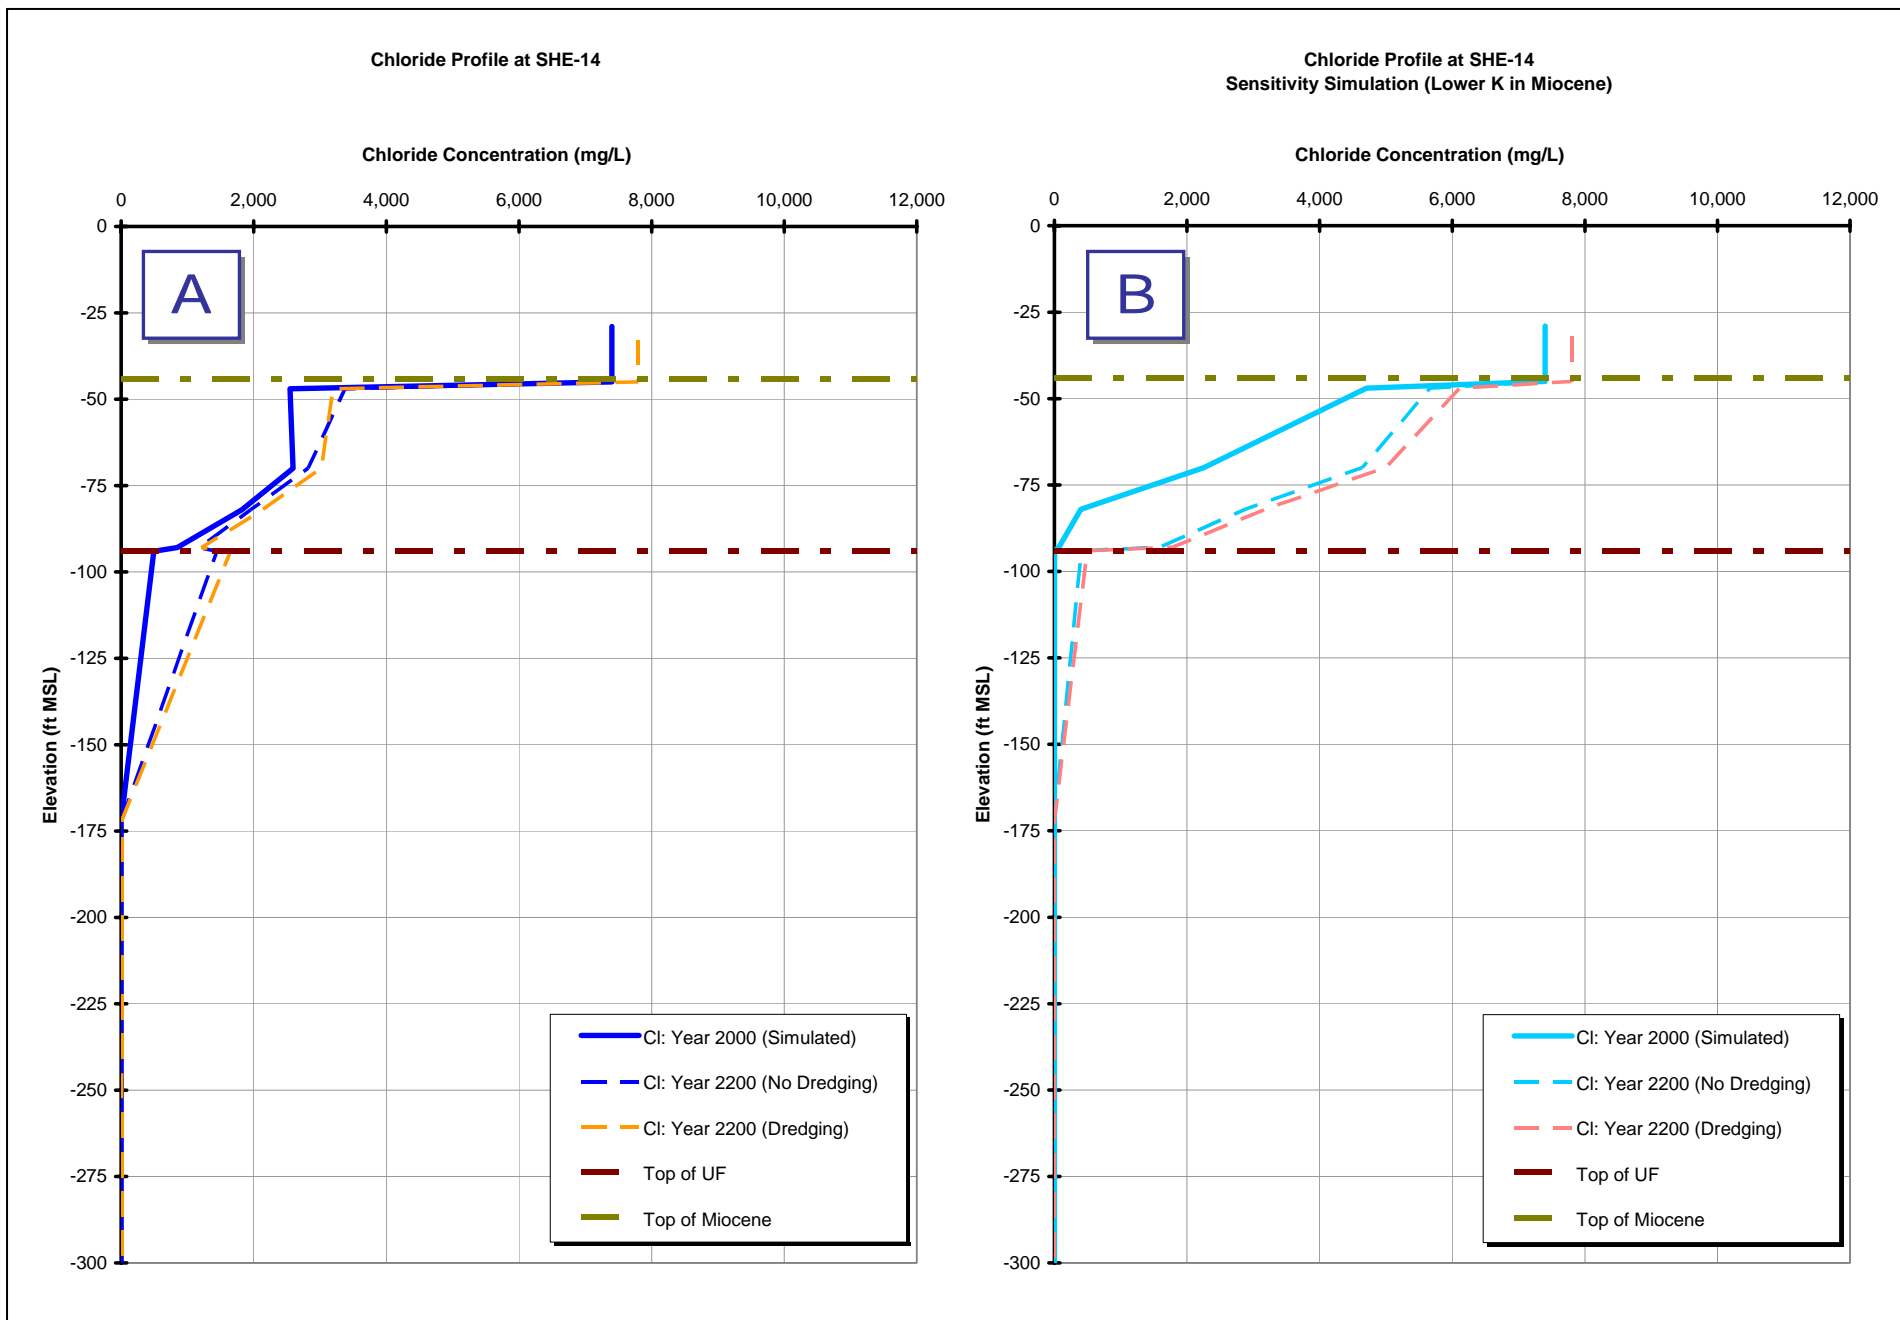 Chloride Profile at SHE-14
Chloride Concentration (mg/L)
0 2,000 4,000 6,000 8,000 10,000 12,000
0
-25
-50
-75
-100
-125
-150
-175
-200
-225
-250
-275
-300
Elevation (ft MSL)
A
Cl: Year 2000 (Simulated)
Cl: Year 2200 (No Dredging)
Cl: Year 2200 (Dredging)
Top of UF
Top of Miocene
Chloride Profile at SHE-14
Sensitivity Simulation (Lower K in Miocene)
Chloride Concentration (mg/L)
0 2,000 4,000 6,000 8,000 10,000 12,000
0
-25
-50
-75
-100
-125
-150
-175
-200
-225
-250
-275
-300
Elevation (ft MSL)
B
Cl: Year 2000 (Simulated)
Cl: Year 2200 (No Dredging)
Cl: Year 2200 (Dredging)
Top of UF
Top of Miocene